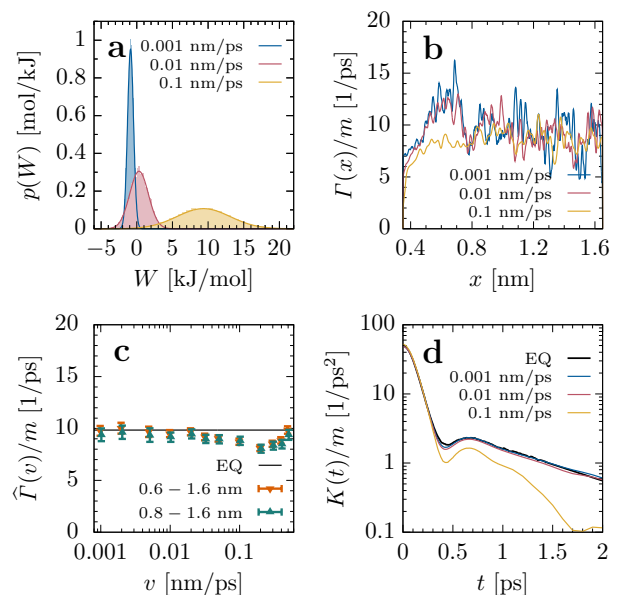 a
0.001 nm/ps
0.01 nm/ps
0.1 nm/ps
p(W) [mol/kJ]
1
0.8
0.6
0.4
0.2
0
−5 0 5 10 15 20
W [kJ/mol]
b
Γ(x)/m [1/ps]
20
15
10
5
0
0.001 nm/ps
0.01 nm/ps
0.1 nm/ps
0.4 0.8 1.2 1.6
x [nm]
c
Γ̂(v)/m [1/ps]
20
15
10
5
0
EQ
0.6 − 1.6 nm
0.8 − 1.6 nm
0.001 0.01 0.1
v [nm/ps]
d
K(t)/m [1/ps²]
100
10
1
0.1
EQ
0.001 nm/ps
0.01 nm/ps
0.1 nm/ps
0 0.5 1 1.5 2
t [ps]